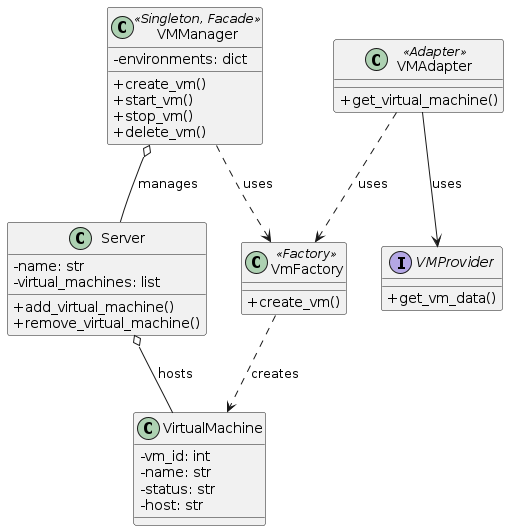 C «Singleton, Facade»
VMManager
-environments: dict
+create_vm()
+start_vm()
+stop_vm()
+delete_vm()
C «Adapter»
VMAdapter
+get_virtual_machine()
manages
uses
uses
uses
C Server
-name: str
-virtual_machines: list
+add_virtual_machine()
+remove_virtual_machine()
C «Factory»
VmFactory
+create_vm()
I VMProvider
+get_vm_data()
hosts
creates
C VirtualMachine
-vm_id: int
-name: str
-status: str
-host: str